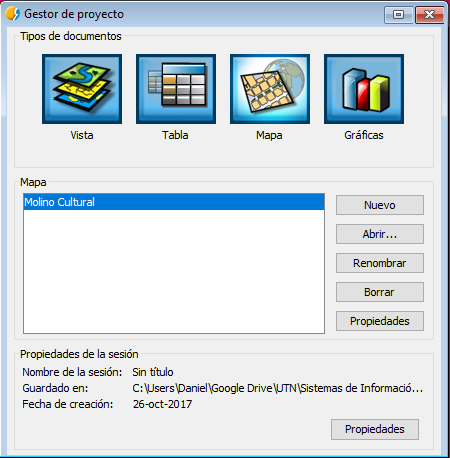 Gestor de proyecto
Tipos de documentos
Vista
Tabla
Mapa
Gráficas
Mapa
Molino Cultural
Nuevo
Abrir...
Renombrar
Borrar
Propiedades
Propiedades de la sesión
Nombre de la sesión: Sin título
Guardado en: C:\Users\Daniel\Google Drive\UTN\Sistemas de Informació...
Fecha de creación: 26-oct-2017
Propiedades